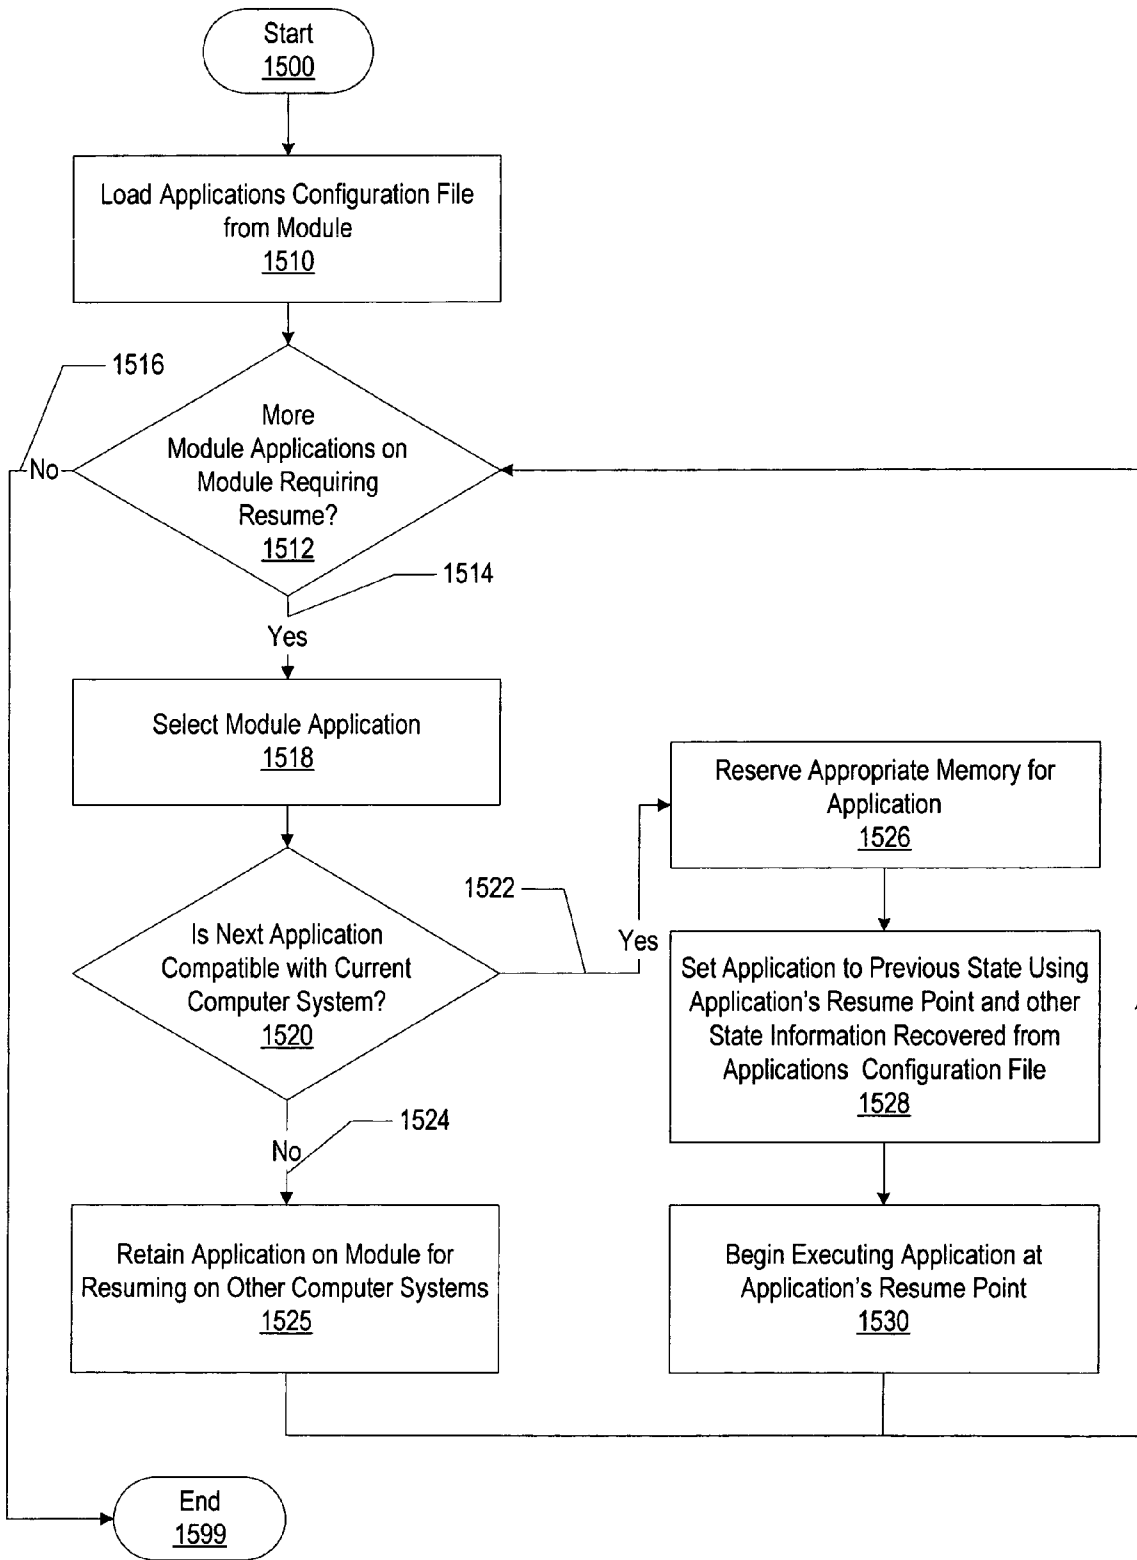 Start
1500
Load Applications Configuration File
from Module
1510
1516
More
Module Applications on
Module Requiring
Resume?
1512
No
1514
Yes
Select Module Application
1518
Reserve Appropriate Memory for
Application
1526
1522
Yes
Is Next Application
Compatible with Current
Computer System?
1520
Set Application to Previous State Using
Application's Resume Point and other
State Information Recovered from
Applications Configuration File
1528
1524
No
Retain Application on Module for
Resuming on Other Computer Systems
1525
Begin Executing Application at
Application's Resume Point
1530
End
1599